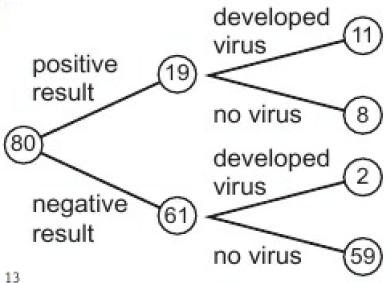 developed
virus
11
positive
result
19
no virus
8
80
developed
virus
2
negative
result
61
no virus
59
13